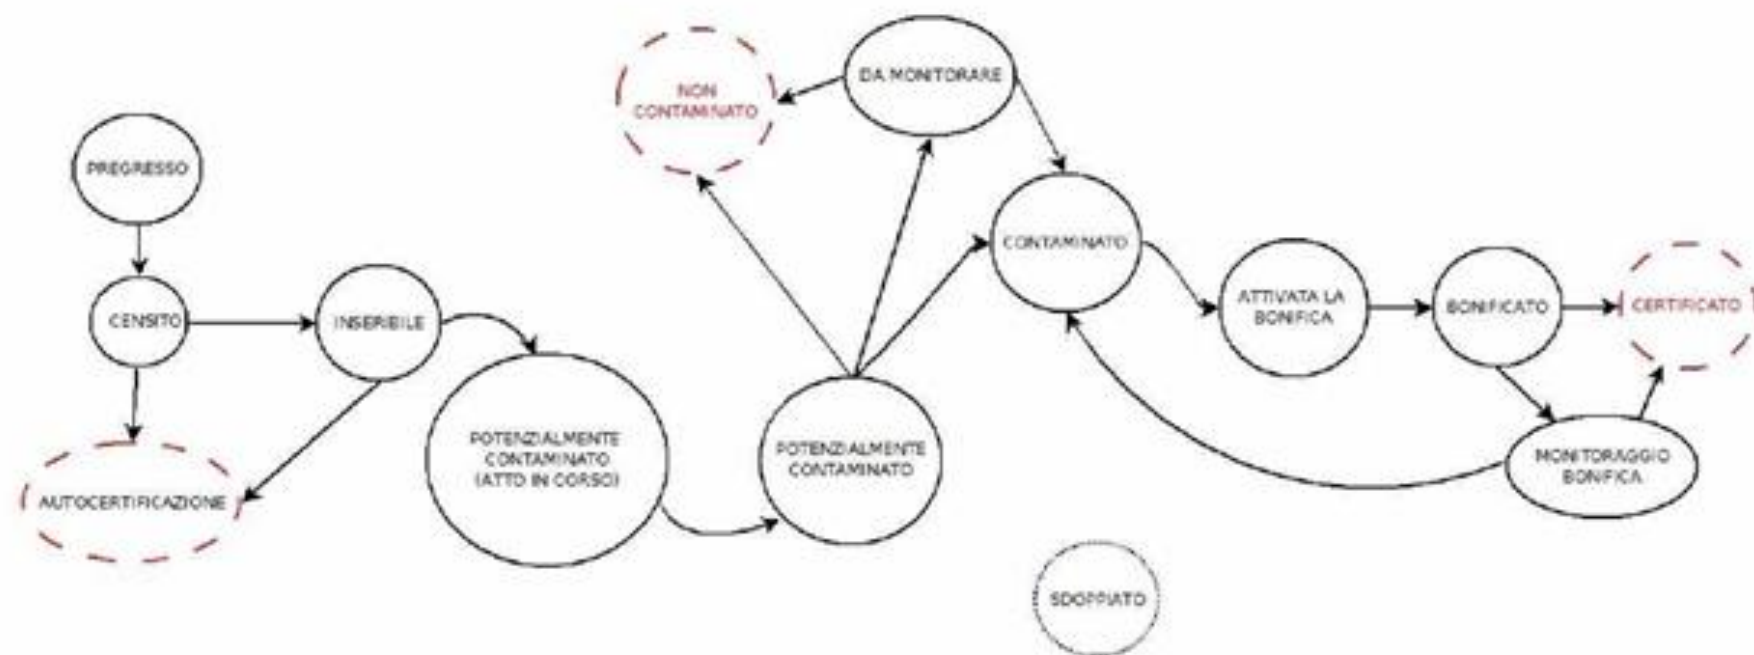 NON
CONTAMINATO
DA MONITORARE
PREGRESSO
CONTAMINATO
CENSITO
INSERIBILE
ATTIVATA LA
BONIFICA
BONIFICATO
CERTIFICATO
POTENZIALMENTE
CONTAMINATO
(ATTO IN CORSO)
POTENZIALMENTE
CONTAMINATO
MONITORAGGIO
BONIFICA
AUTOCERTIFICAZIONE
SDOPPIATO